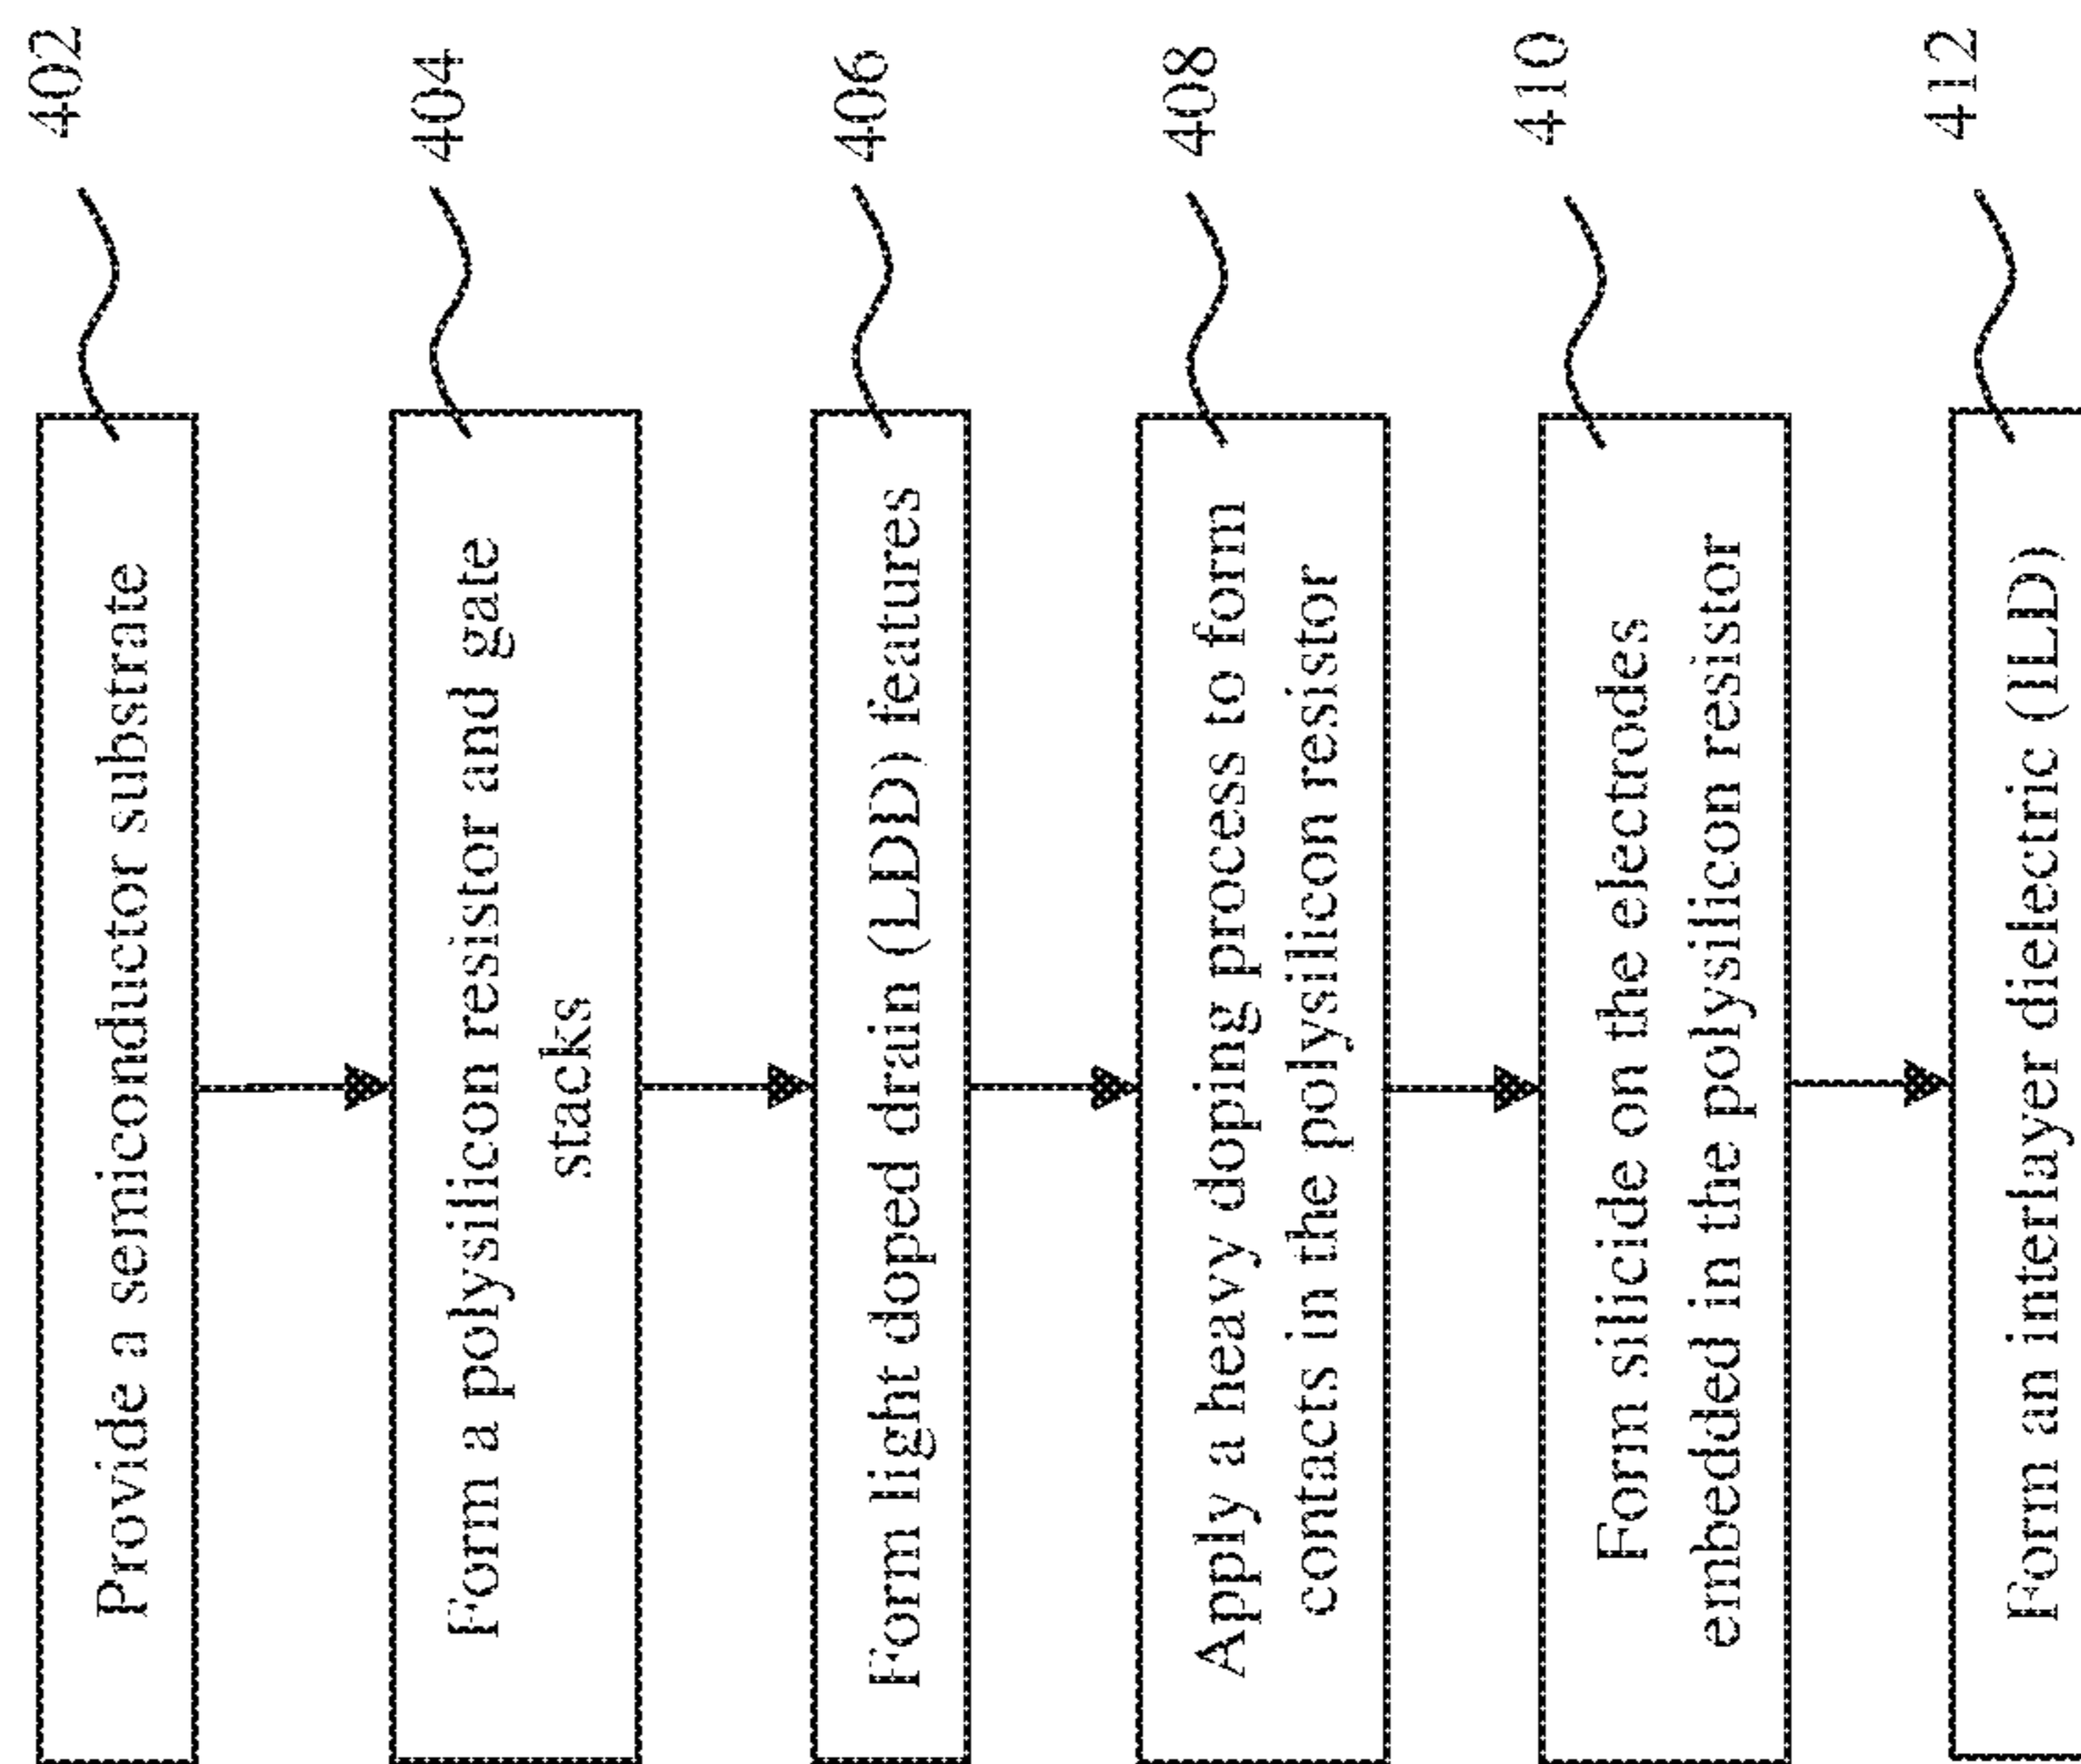 Provide a semiconductor substrate
402
Form a polysilicon resistor and gate
stacks
404
Form light doped drain (LDD) features
406
Apply a heavy doping process to form
contacts in the polysilicon resistor
408
Form silicide on the electrodes
embedded in the polysilicon resistor
410
Form an interlayer dielectric (ILD)
412